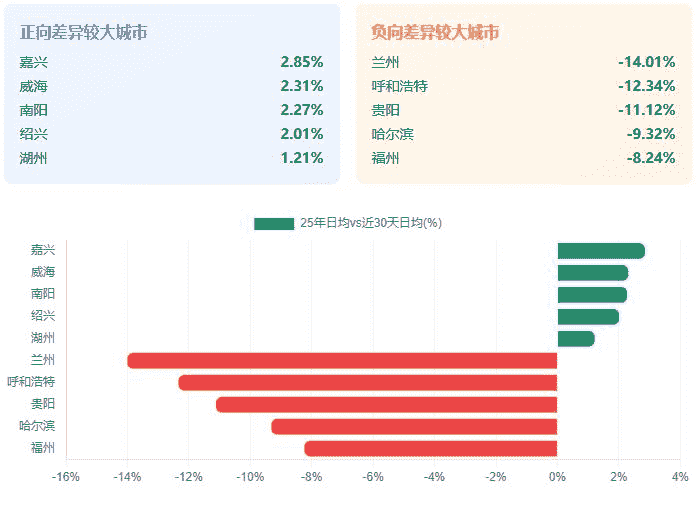 正向差异较大城市
嘉兴 2.85%
威海 2.31%
南阳 2.27%
绍兴 2.01%
湖州 1.21%
负向差异较大城市
兰州 -14.01%
呼和浩特 -12.34%
贵阳 -11.12%
哈尔滨 -9.32%
福州 -8.24%
25年日均vs近30天日均(%)
嘉兴
威海
南阳
绍兴
湖州
兰州
呼和浩特
贵阳
哈尔滨
福州
-16% -14% -12% -10% -8% -6% -4% -2% 0% 2% 4%